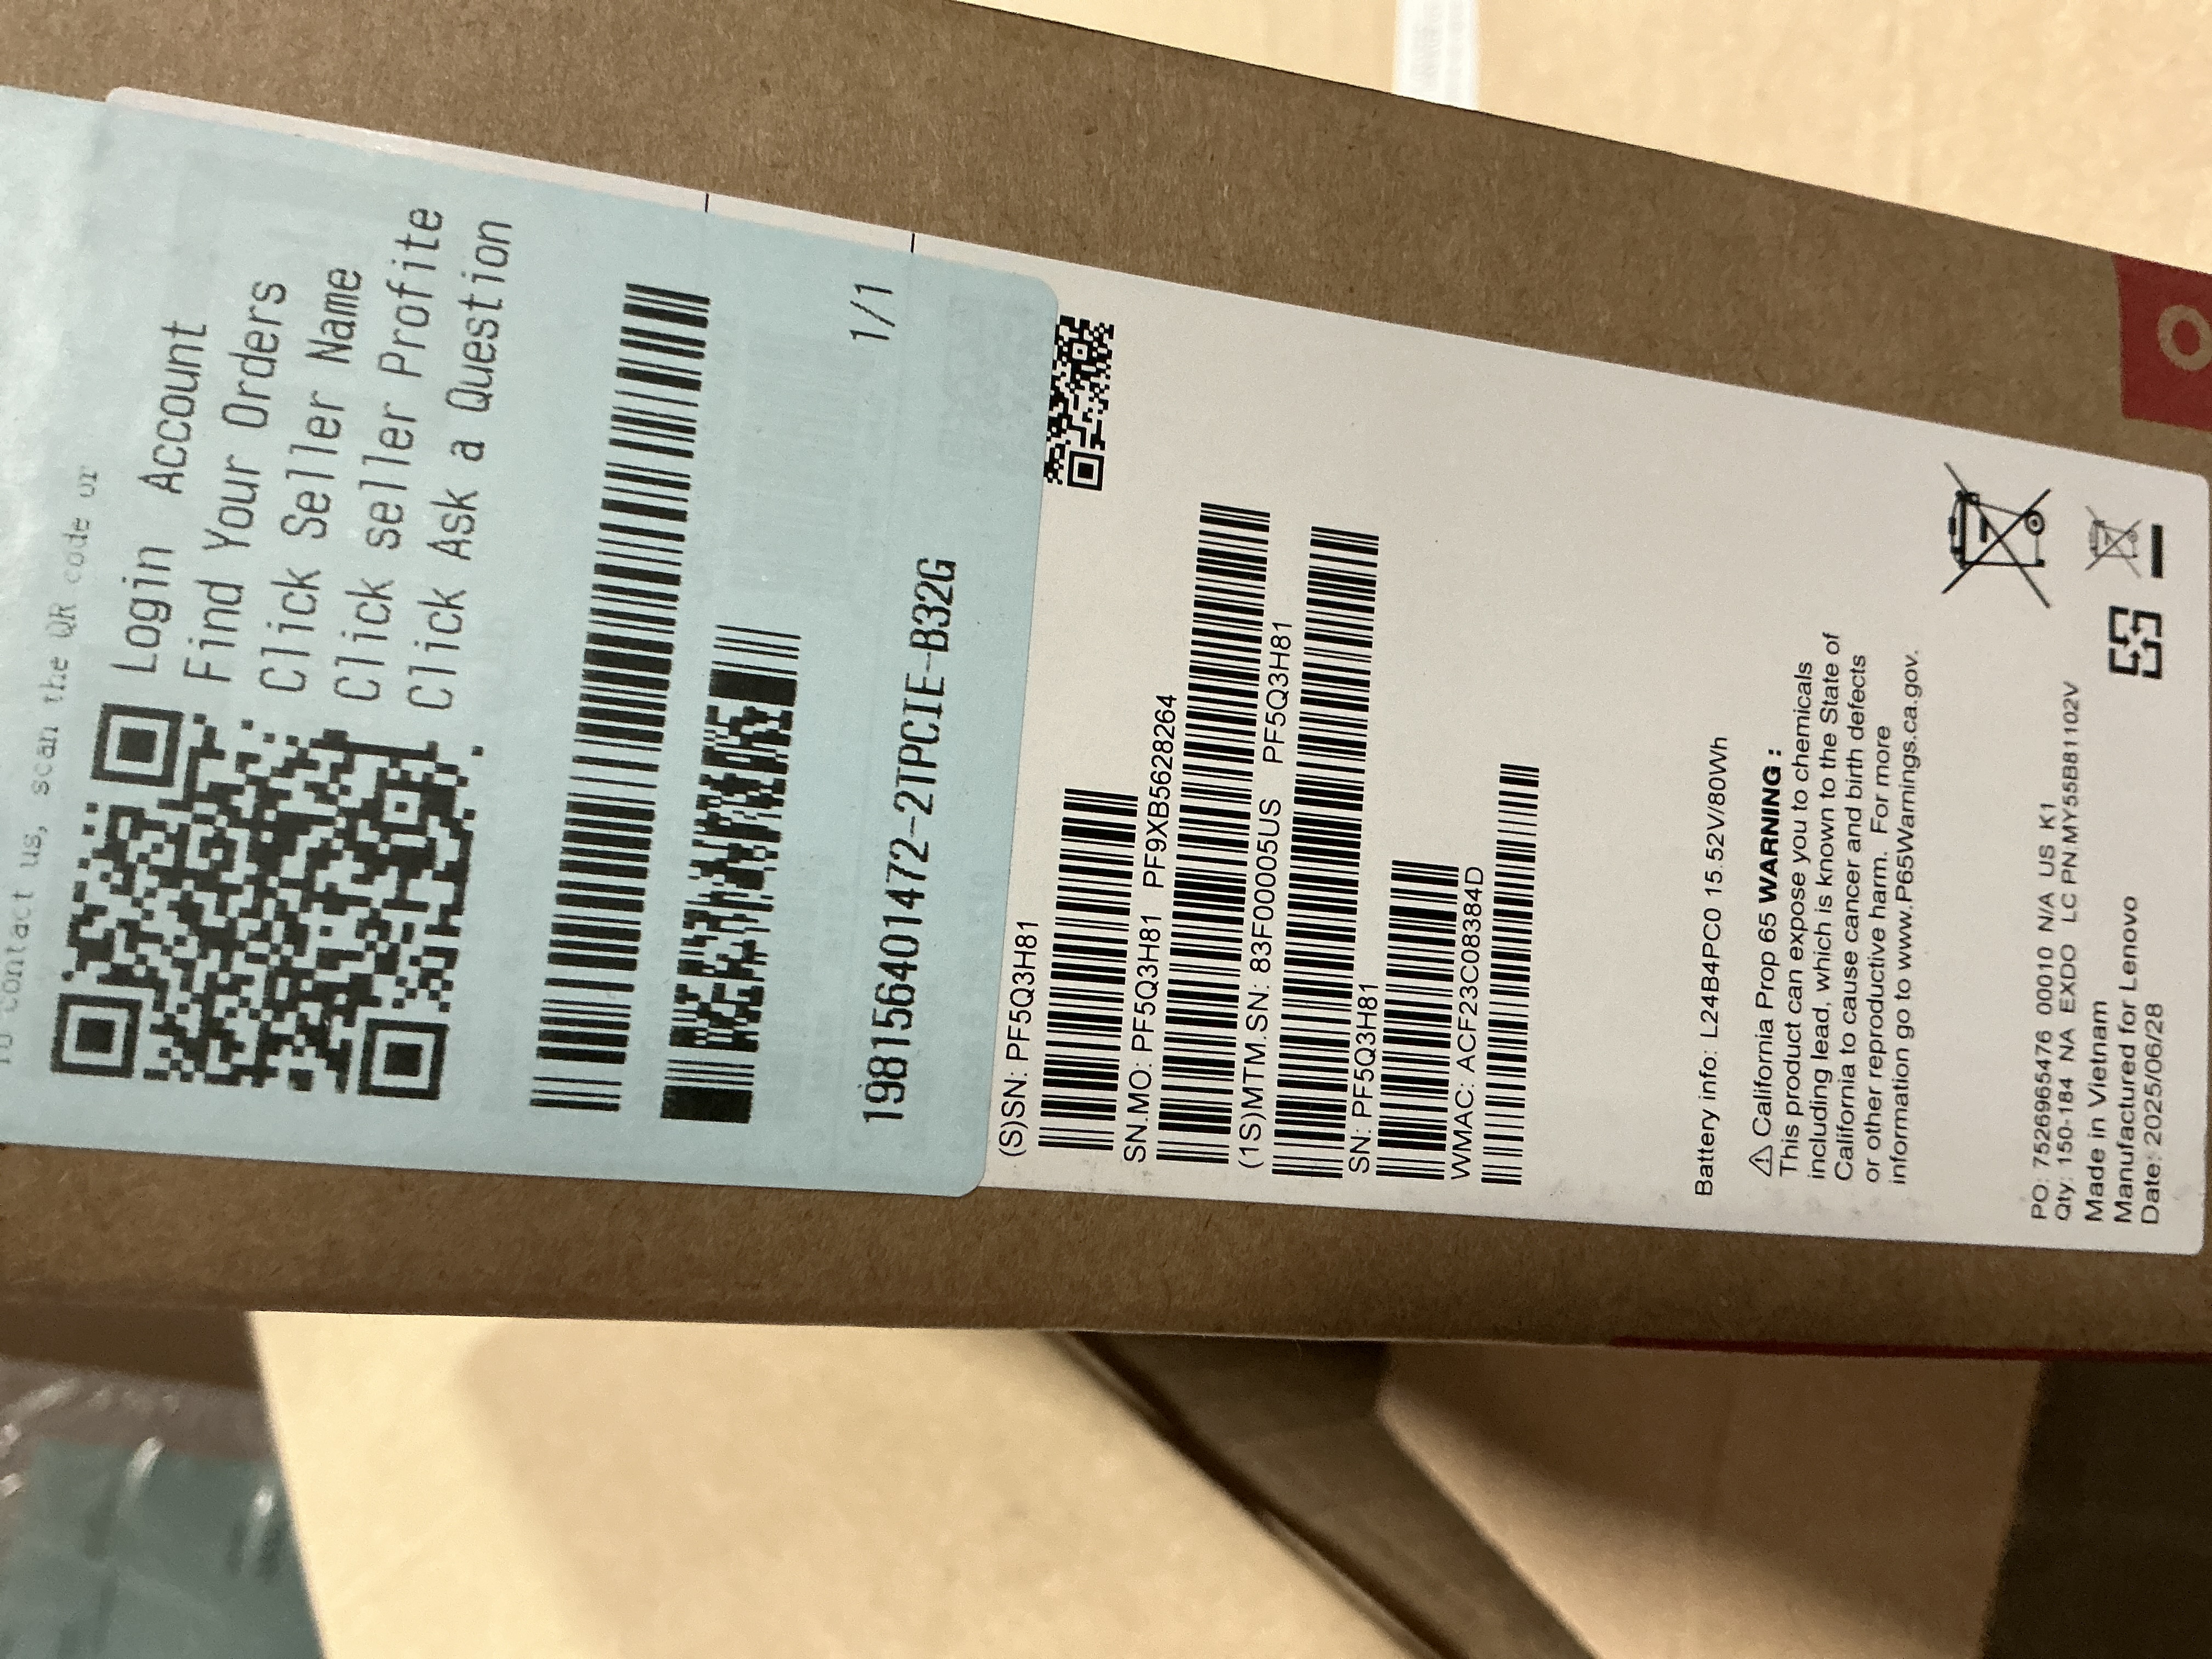 To contact us, scan the QR code or
Login Account
Find Your Orders
Click Seller Name
Click seller Profite
Click Ask a Question
1/1
198156401472-2TPCIE-B32G
(S)SN: PF5Q3H81
SN.MO: PF5Q3H81 PF9XB5628264
(1S)MTM.SN: 83F00005US PF5Q3H81
SN: PF5Q3H81
WMAC: ACF23C08384D
Battery info: L24B4PC0 15.52V/80Wh
⚠ California Prop 65 WARNING :
This product can expose you to chemicals
including lead, which is known to the State of
California to cause cancer and birth defects
or other reproductive harm. For more
information go to www.P65Warnings.ca.gov.
PO: 7526965476 00010 N/A US K1
Qty: 150-184 NA EXDO LC PN:MY55B81102V
Made in Vietnam
Manufactured for Lenovo
Date: 2025/06/28